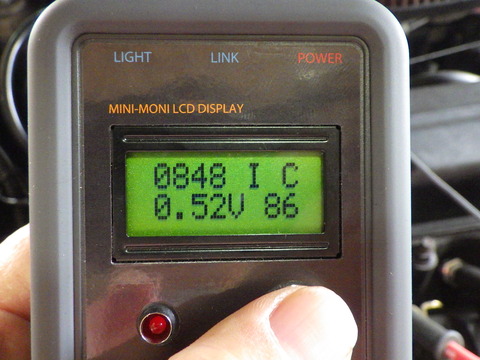 LIGHT LINK POWER
MINI-MONI LCD DISPLAY
0848 I C
0.52V 86